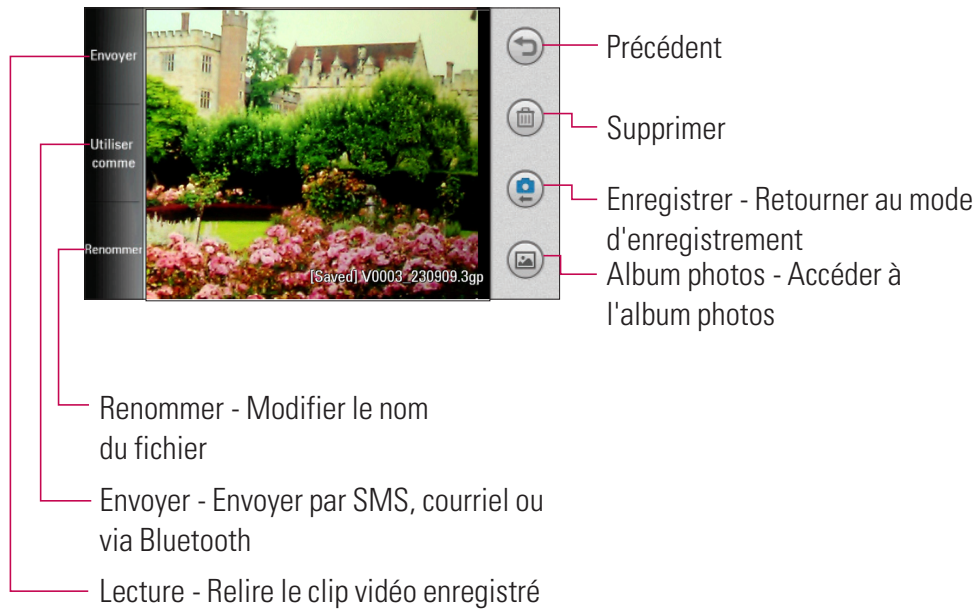 Envoyer
Utiliser
comme
Renommer
[Saved] V0003_230909.3gp
Précédent
Supprimer
Enregistrer - Retourner au mode
d'enregistrement
Album photos - Accéder à
l'album photos
Renommer - Modifier le nom
du fichier
Envoyer - Envoyer par SMS, courriel ou
via Bluetooth
Lecture - Relire le clip vidéo enregistré